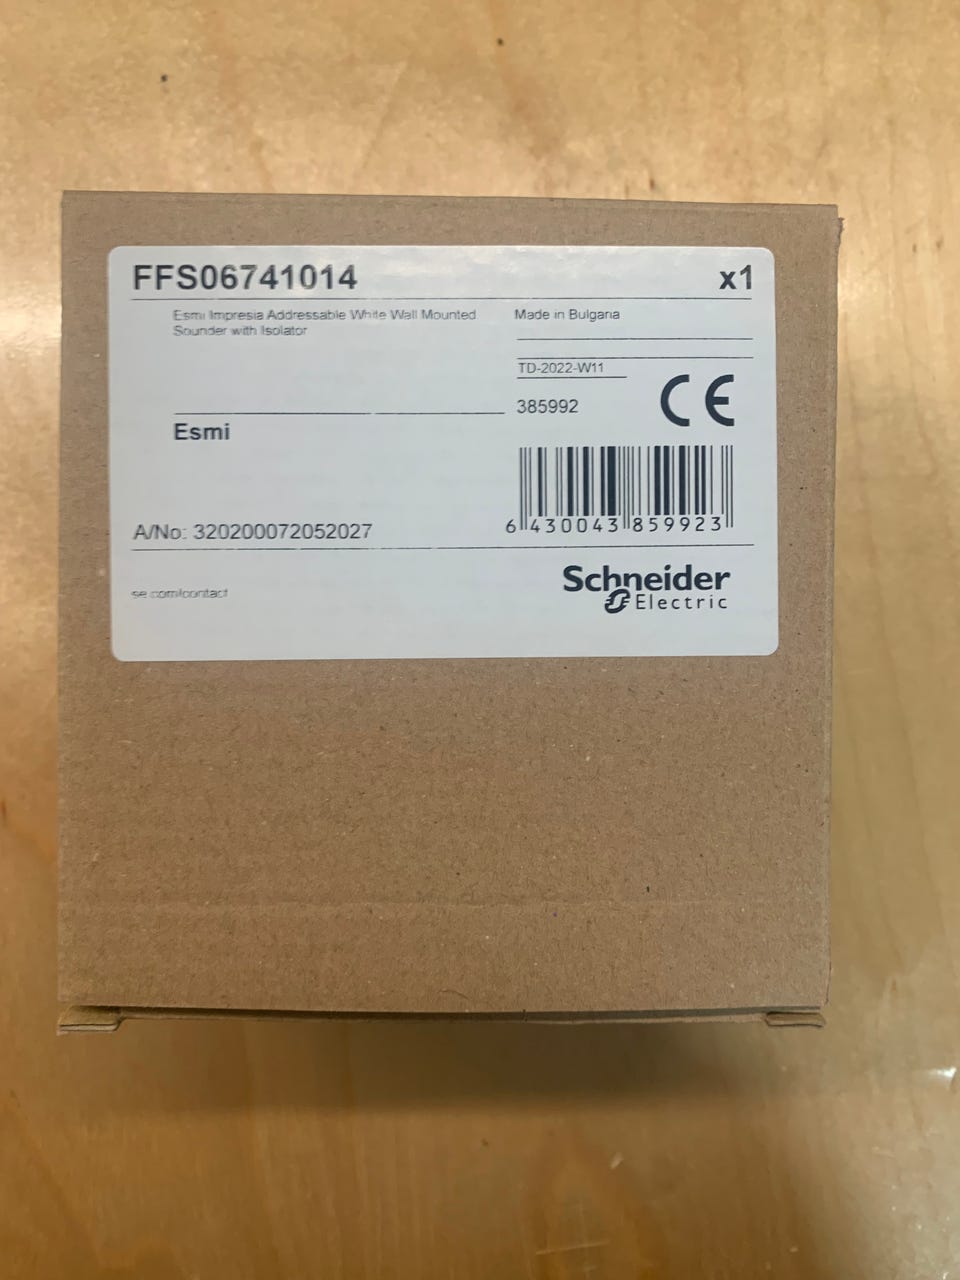 FFS06741014 x1
Esmi Impresia Addressable White Wall Mounted
Sounder with Isolator
Made in Bulgaria
TD-2022-W11
385992
CE
Esmi
6 430043 859923
A/No: 320200072052027
se.com/contact
Schneider
Electric